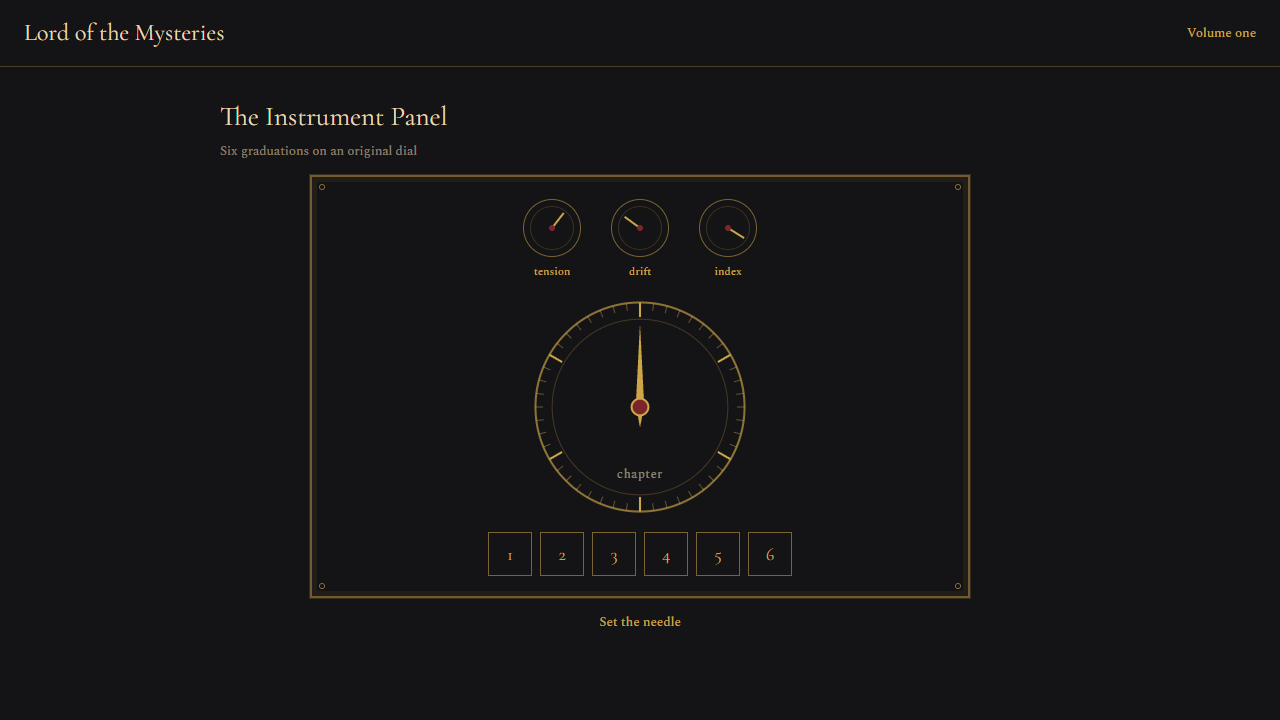 Lord of the Mysteries
Volume one
The Instrument Panel
Six graduations on an original dial
tension drift index
chapter
1 2 3 4 5 6
Set the needle